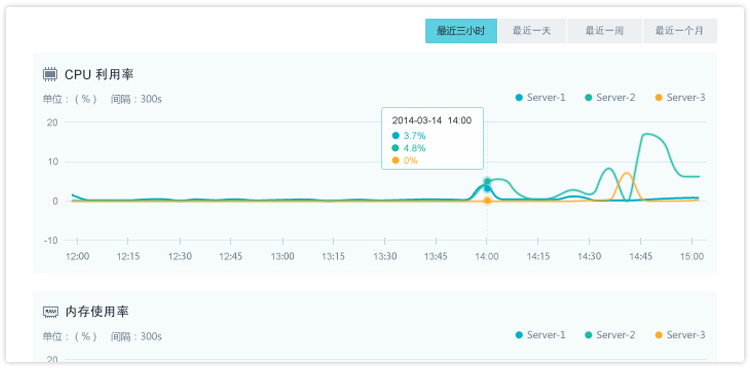 最近三小时 最近一天 最近一周 最近一个月
CPU 利用率
单位：（ % ） 间隔：300s
Server-1 Server-2 Server-3
20
10
0
-10
2014-03-14 14:00
3.7%
4.8%
0%
12:00 12:15 12:30 12:45 13:00 13:15 13:30 13:45 14:00 14:15 14:30 14:45 15:00
RAM 内存使用率
单位：（ % ） 间隔：300s
Server-1 Server-2 Server-3
20